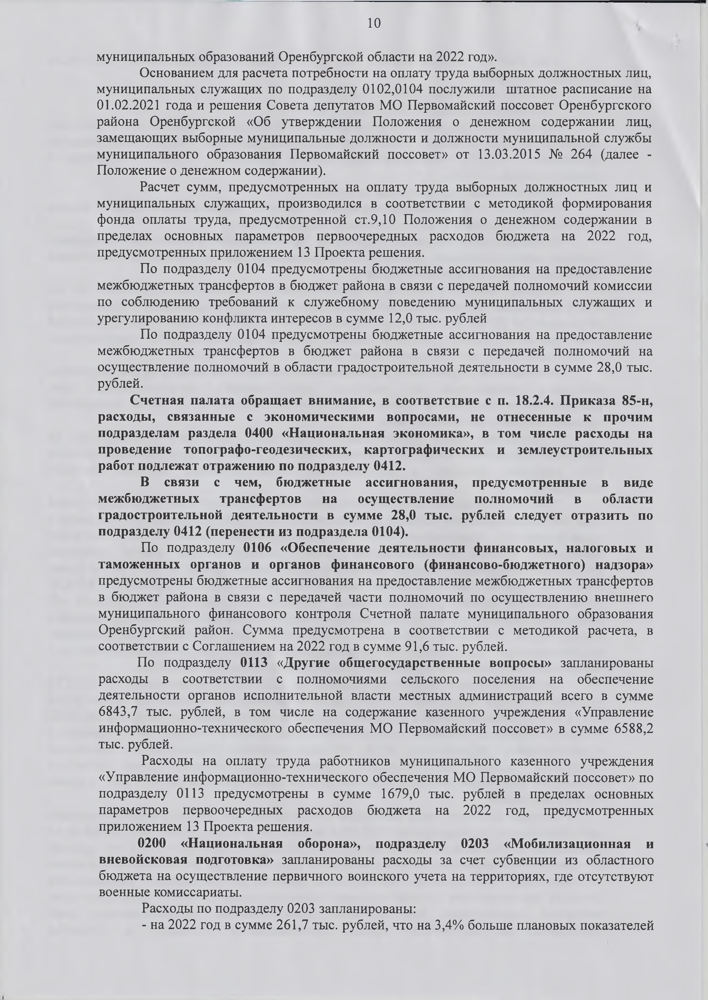 10
муниципальных образований Оренбургской области на 2022 год».
Основанием для расчета потребности на оплату труда выборных должностных лиц,
муниципальных служащих по подразделу 0102,0104 послужили штатное расписание на
01.02.2021 года и решения Совета депутатов МО Первомайский поссовет Оренбургского
района Оренбургской «Об утверждении Положения о денежном содержании лиц,
замещающих выборные муниципальные должности и должности муниципальной службы
муниципального образования Первомайский поссовет» от 13.03.2015 № 264 (далее -
Положение о денежном содержании).
Расчет сумм, предусмотренных на оплату труда выборных должностных лиц и
муниципальных служащих, производился в соответствии с методикой формирования
фонда оплаты труда, предусмотренной ст.9,10 Положения о денежном содержании в
пределах основных параметров первоочередных расходов бюджета на 2022 год,
предусмотренных приложением 13 Проекта решения.
По подразделу 0104 предусмотрены бюджетные ассигнования на предоставление
межбюджетных трансфертов в бюджет района в связи с передачей полномочий комиссии
по соблюдению требований к служебному поведению муниципальных служащих и
урегулированию конфликта интересов в сумме 12,0 тыс. рублей
По подразделу 0104 предусмотрены бюджетные ассигнования на предоставление
межбюджетных трансфертов в бюджет района в связи с передачей полномочий на
осуществление полномочий в области градостроительной деятельности в сумме 28,0 тыс.
рублей.
Счетная палата обращает внимание, в соответствие с п. 18.2.4. Приказа 85-н,
расходы, связанные с экономическими вопросами, не отнесенные к прочим
подразделам раздела 0400 «Национальная экономика», в том числе расходы на
проведение топографо-геодезических, картографических и землеустроительных
работ подлежат отражению по подразделу 0412.
В связи с чем, бюджетные ассигнования, предусмотренные в виде
межбюджетных трансфертов на осуществление полномочий в области
градостроительной деятельности в сумме 28,0 тыс. рублей следует отразить по
подразделу 0412 (перенести из подраздела 0104).
По подразделу 0106 «Обеспечение деятельности финансовых, налоговых и
таможенных органов и органов финансового (финансово-бюджетного) надзора»
предусмотрены бюджетные ассигнования на предоставление межбюджетных трансфертов
в бюджет района в связи с передачей части полномочий по осуществлению внешнего
муниципального финансового контроля Счетной палате муниципального образования
Оренбургский район. Сумма предусмотрена в соответствии с методикой расчета, в
соответствии с Соглашением на 2022 год в сумме 91,6 тыс. рублей.
По подразделу 0113 «Другие общегосударственные вопросы» запланированы
расходы в соответствии с полномочиями сельского поселения на обеспечение
деятельности органов исполнительной власти местных администраций всего в сумме
6843,7 тыс. рублей, в том числе на содержание казенного учреждения «Управление
информационно-технического обеспечения МО Первомайский поссовет» в сумме 6588,2
тыс. рублей.
Расходы на оплату труда работников муниципального казенного учреждения
«Управление информационно-технического обеспечения МО Первомайский поссовет» по
подразделу 0113 предусмотрены в сумме 1679,0 тыс. рублей в пределах основных
параметров первоочередных расходов бюджета на 2022 год, предусмотренных
приложением 13 Проекта решения.
0200 «Национальная оборона», подразделу 0203 «Мобилизационная и
вневойсковая подготовка» запланированы расходы за счет субвенции из областного
бюджета на осуществление первичного воинского учета на территориях, где отсутствуют
военные комиссариаты.
Расходы по подразделу 0203 запланированы:
- на 2022 год в сумме 261,7 тыс. рублей, что на 3,4% больше плановых показателей